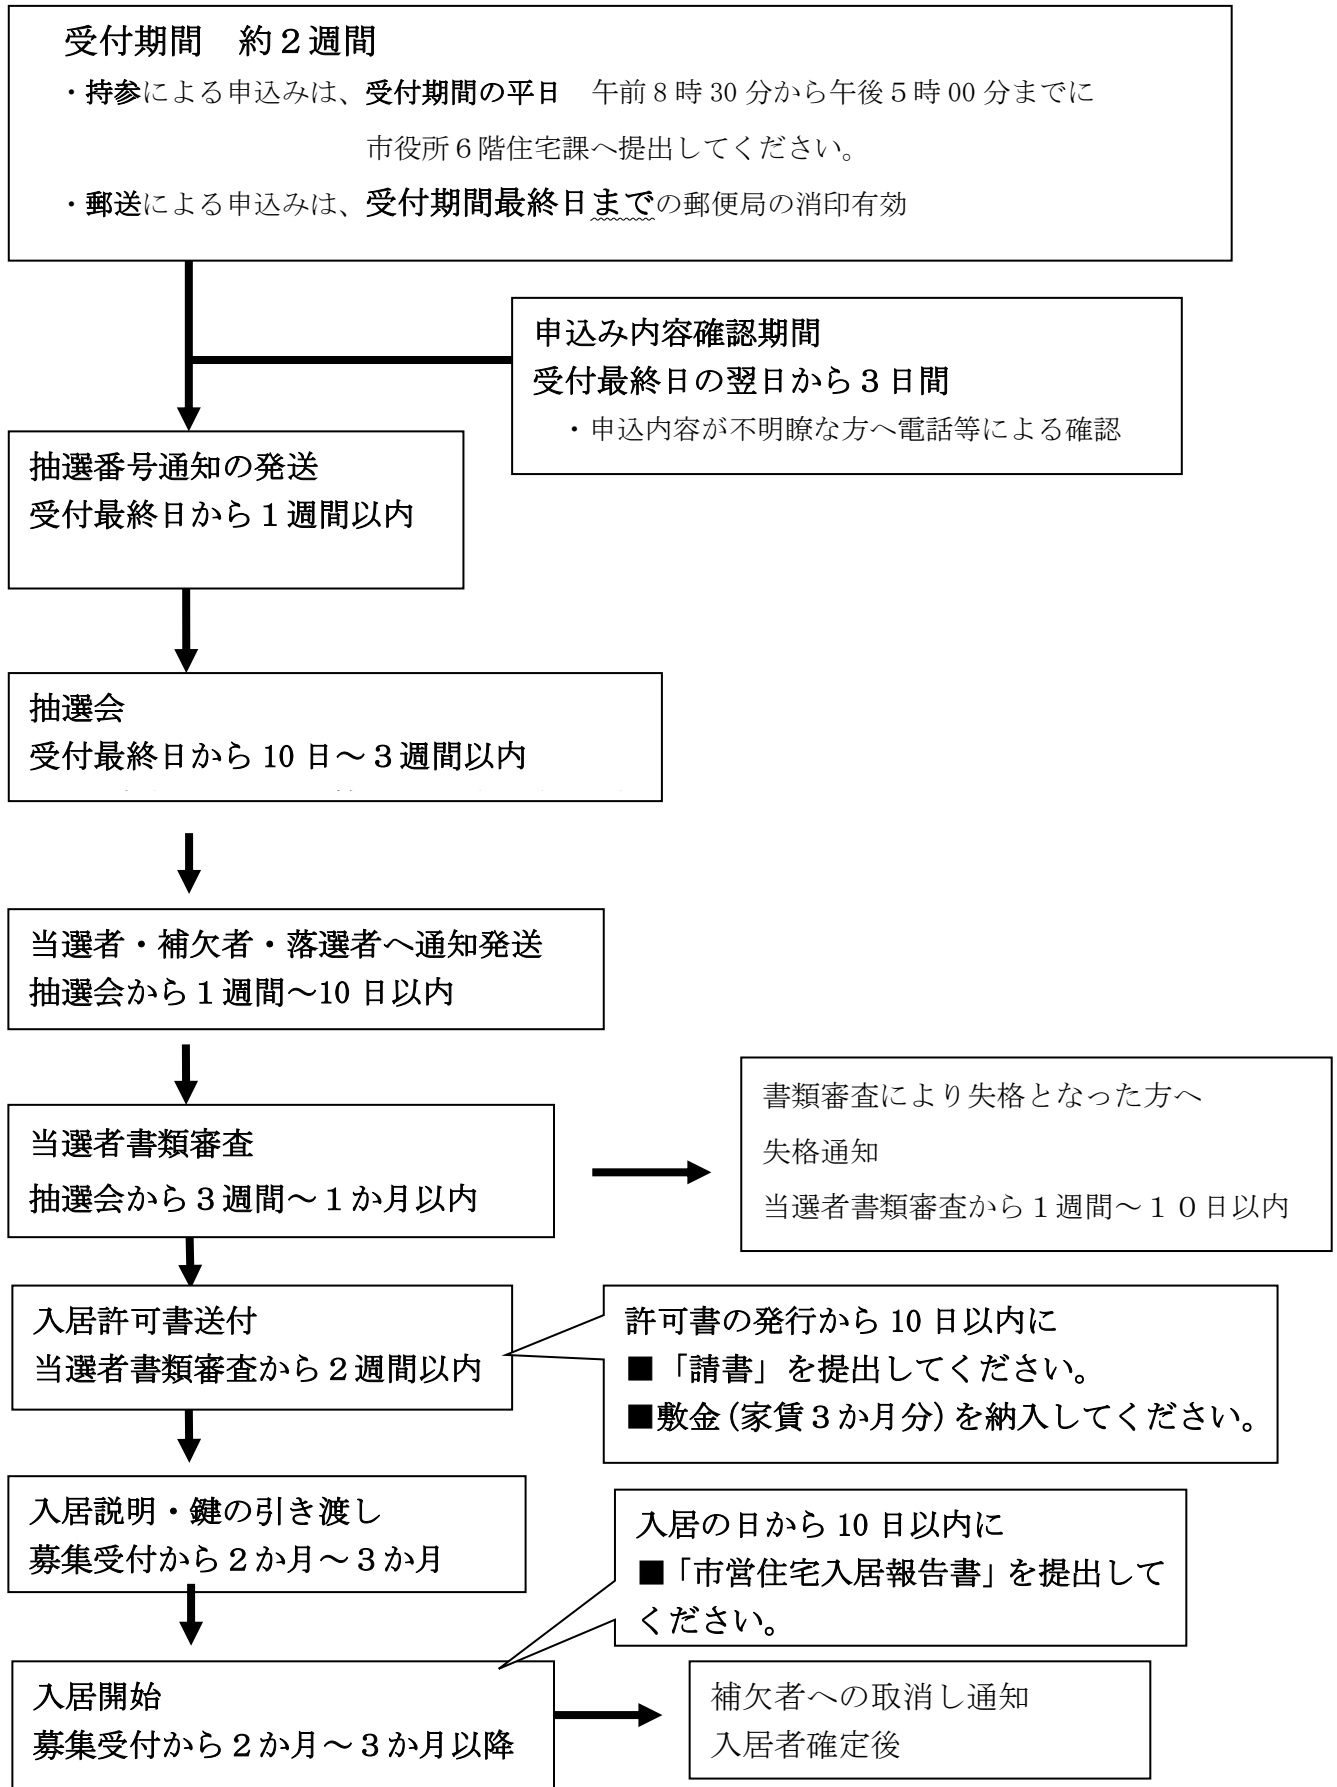 受付期間　約２週間
・持参による申込みは、受付期間の平日　午前８時 30 分から午後５時 00 分までに
市役所６階住宅課へ提出してください。
・郵送による申込みは、受付期間最終日までの郵便局の消印有効
申込み内容確認期間
受付最終日の翌日から３日間
・申込内容が不明瞭な方へ電話等による確認
抽選番号通知の発送
受付最終日から１週間以内
抽選会
受付最終日から 10 日～３週間以内
当選者・補欠者・落選者へ通知発送
抽選会から１週間～10 日以内
当選者書類審査
抽選会から３週間～１か月以内
書類審査により失格となった方へ
失格通知
当選者書類審査から１週間～１０日以内
入居許可書送付
当選者書類審査から２週間以内
許可書の発行から 10 日以内に
■「請書」を提出してください。
■敷金(家賃３か月分)を納入してください。
入居説明・鍵の引き渡し
募集受付から２か月～３か月
入居の日から 10 日以内に
■「市営住宅入居報告書」を提出して
ください。
入居開始
募集受付から２か月～３か月以降
補欠者への取消し通知
入居者確定後